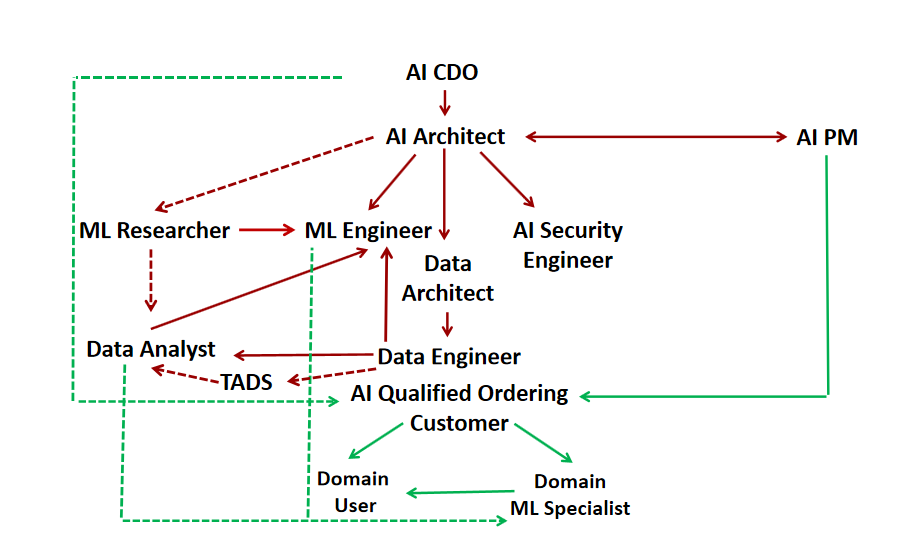 AI CDO
AI Architect
AI PM
ML Researcher
ML Engineer
AI Security
Engineer
Data
Architect
Data Analyst
Data Engineer
TADS
AI Qualified Ordering
Customer
Domain
User
Domain
ML Specialist